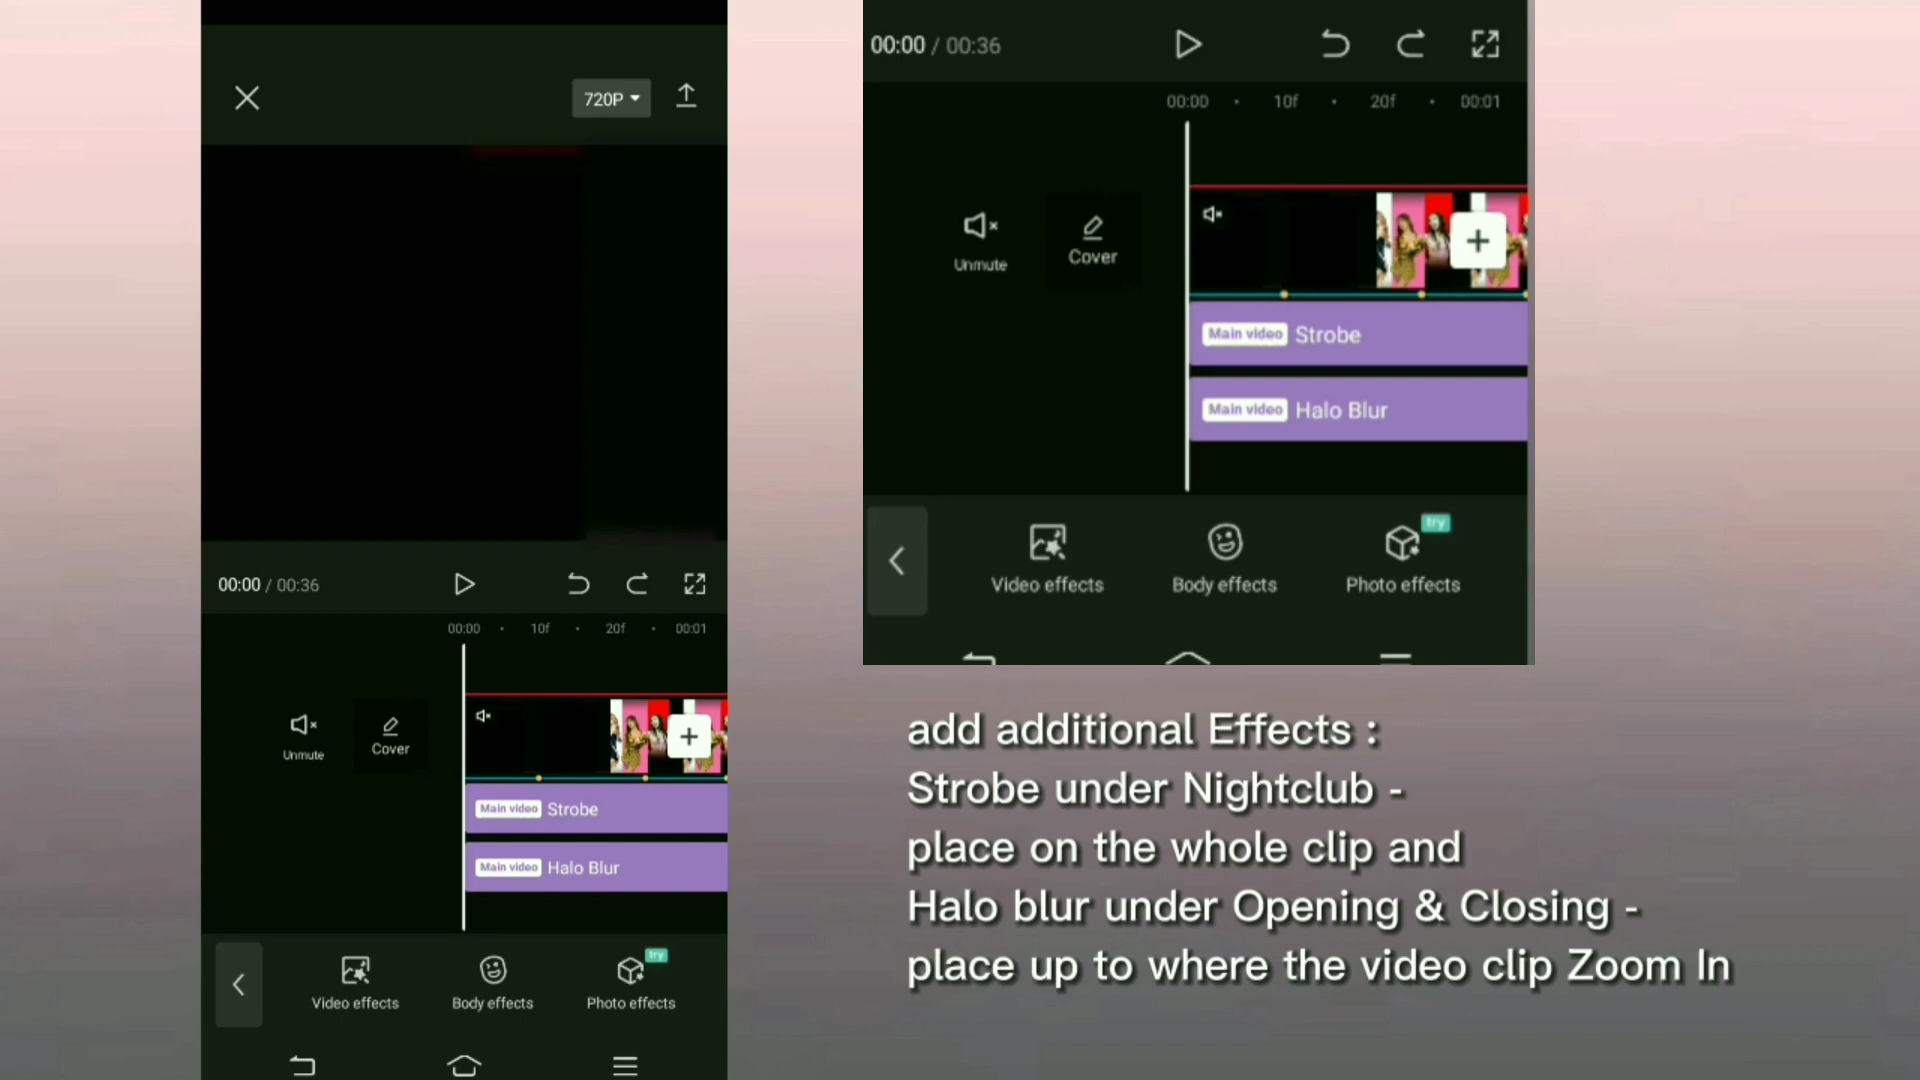 720P
00:00 / 00:36
00:00 10f 20f 00:01
Unmute
Cover
Main video Strobe
Main video Halo Blur
try
Video effects Body effects Photo effects
00:00 / 00:36
00:00 10f 20f 00:01
Unmute
Cover
Main video Strobe
Main video Halo Blur
try
Video effects Body effects Photo effects
add additional Effects :
Strobe under Nightclub -
place on the whole clip and
Halo blur under Opening & Closing -
place up to where the video clip Zoom In